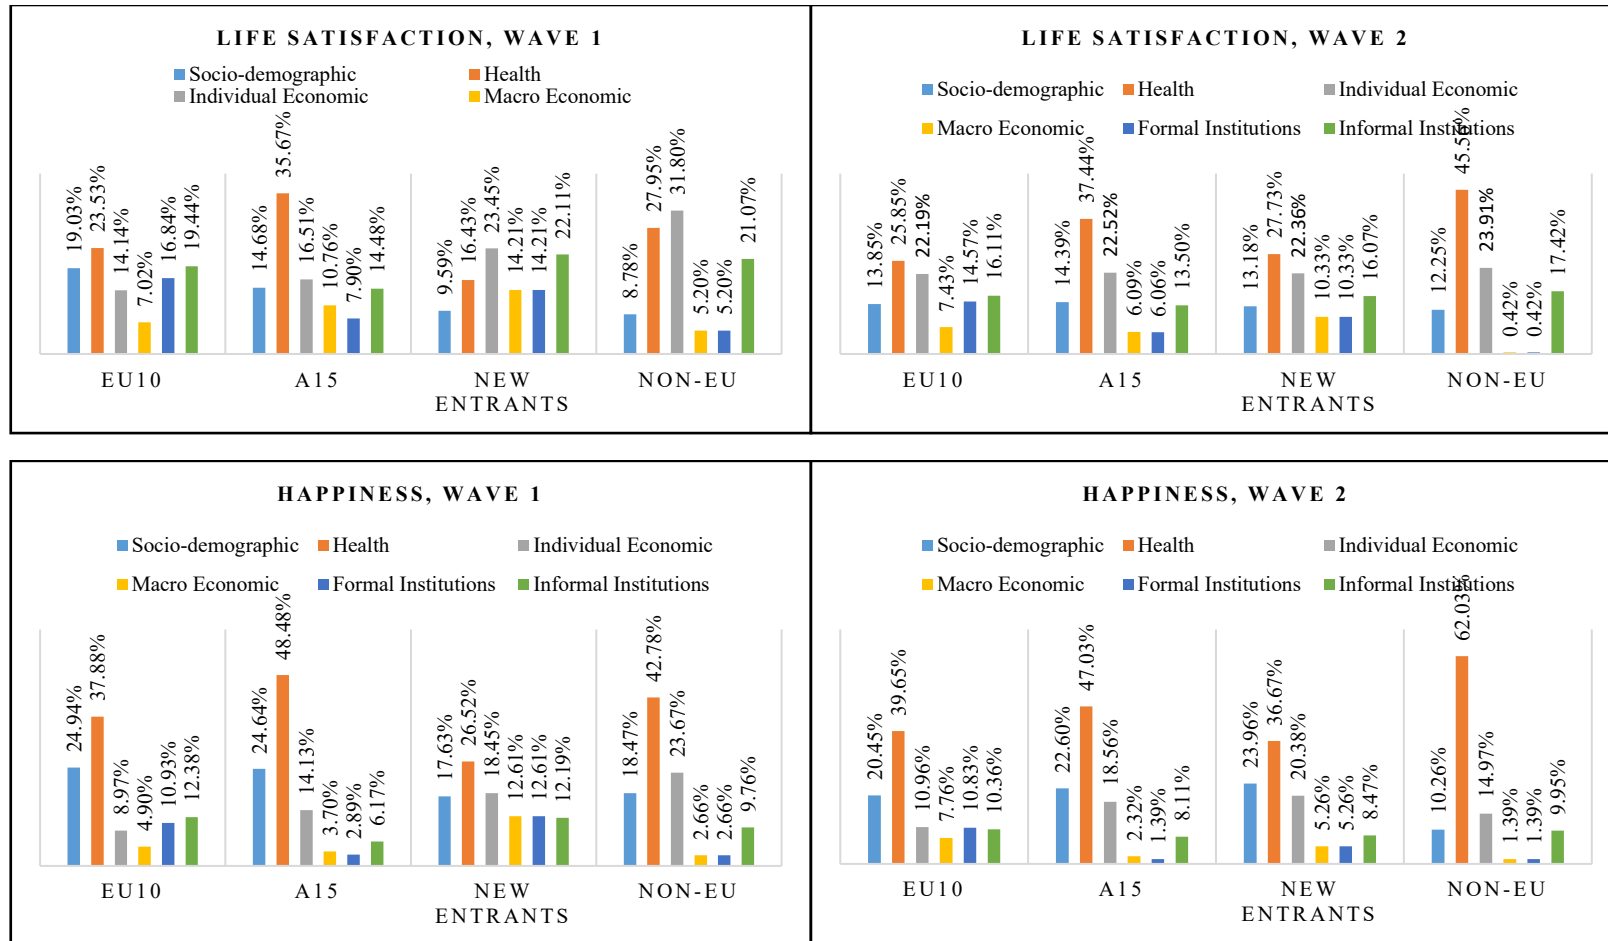 LIFE SATISFACTION, WAVE 1
Socio-demographic Health
Individual Economic Macro Economic
19.03% 23.53% 14.14% 7.02% 16.84% 19.44%
14.68% 35.67% 16.51% 10.76% 7.90% 14.48%
9.59% 16.43% 23.45% 14.21% 14.21% 22.11%
8.78% 27.95% 31.80% 5.20% 5.20% 21.07%
EU10 A15 NEW NON-EU
ENTRANTS
LIFE SATISFACTION, WAVE 2
Socio-demographic Health Individual Economic
Macro Economic Formal Institutions Informal Institutions
13.85% 25.85% 22.19% 7.43% 14.57% 16.11%
14.39% 37.44% 22.52% 6.09% 6.06% 13.50%
13.18% 27.73% 22.36% 10.33% 10.33% 16.07%
12.25% 45.56% 23.91% 0.42% 0.42% 17.42%
EU10 A15 NEW NON-EU
ENTRANTS
HAPPINESS, WAVE 1
Socio-demographic Health Individual Economic
Macro Economic Formal Institutions Informal Institutions
24.94% 37.88% 8.97% 4.90% 10.93% 12.38%
24.64% 48.48% 14.13% 3.70% 2.89% 6.17%
17.63% 26.52% 18.45% 12.61% 12.61% 12.19%
18.47% 42.78% 23.67% 2.66% 2.66% 9.76%
EU10 A15 NEW NON-EU
ENTRANTS
HAPPINESS, WAVE 2
Socio-demographic Health Individual Economic
Macro Economic Formal Institutions Informal Institutions
20.45% 39.65% 10.96% 7.76% 10.83% 10.36%
22.60% 47.03% 18.56% 2.32% 1.39% 8.11%
23.96% 36.67% 20.38% 5.26% 5.26% 8.47%
10.26% 62.03% 14.97% 1.39% 1.39% 9.95%
EU10 A15 NEW NON-EU
ENTRANTS